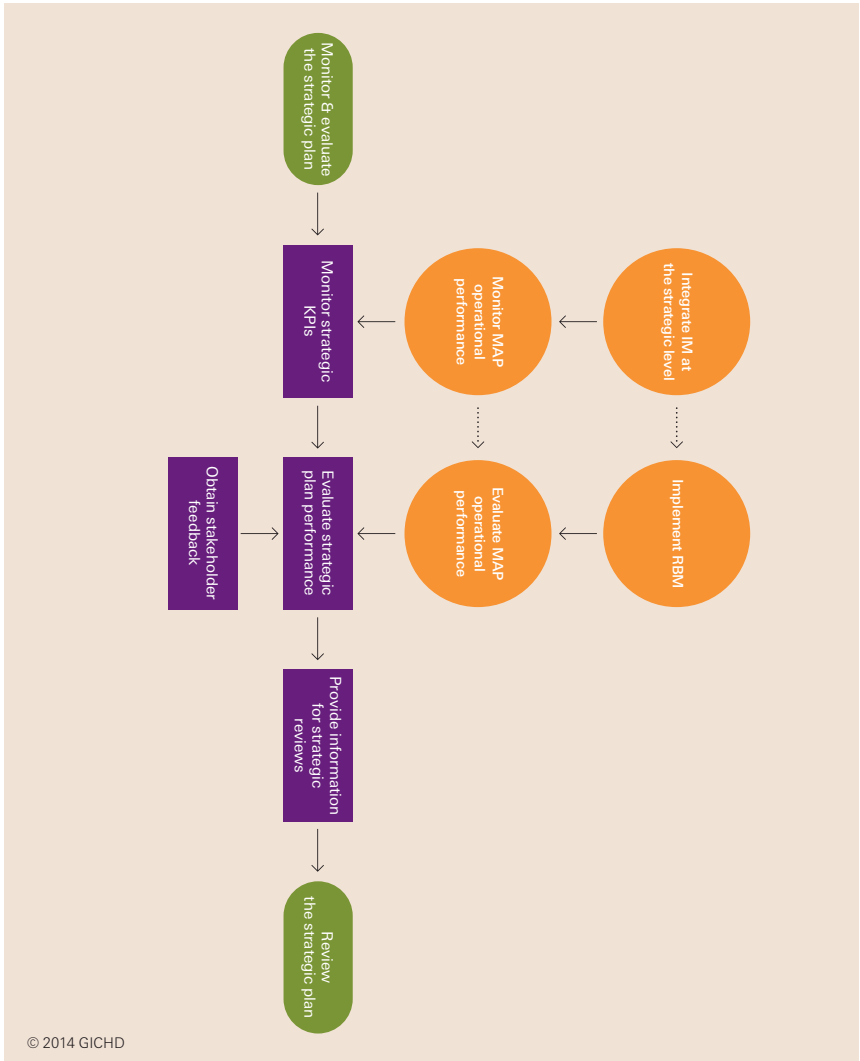 Monitor & evaluate
the strategic plan
Integrate IM at
the strategic level
Monitor MAP
operational
performance
Monitor strategic
KPIs
Implement RBM
Evaluate MAP
operational
performance
Evaluate strategic
plan performance
Obtain stakeholder
feedback
Provide information
for strategic
reviews
Review
the strategic plan
© 2014 GICHD